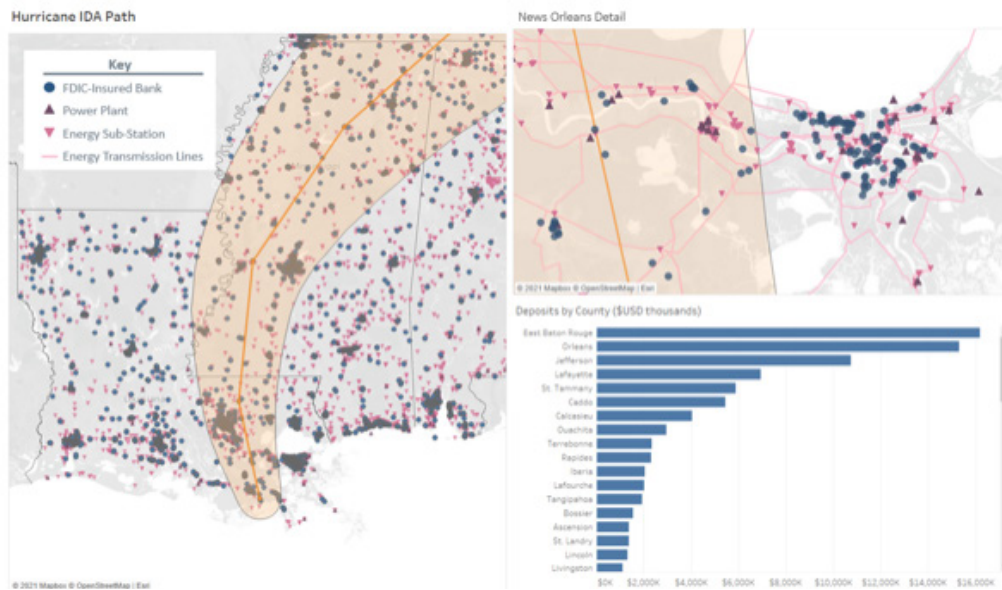 Hurricane IDA Path
Key
FDIC-Insured Bank
Power Plant
Energy Sub-Station
Energy Transmission Lines
© 2021 Mapbox © OpenStreetMap | Esri
News Orleans Detail
© 2021 Mapbox © OpenStreetMap | Esri
Deposits by County ($USD thousands)
East Baton Rouge
Orleans
Jefferson
Lafayette
St. Tammany
Caddo
Calcasieu
Ouachita
Terrebonne
Rapides
Iberia
Lafourche
Tangipahoa
Bossier
Ascension
St. Landry
Lincoln
Livingston
$0K $2,000K $4,000K $6,000K $8,000K $10,000K $12,000K $14,000K $16,000K